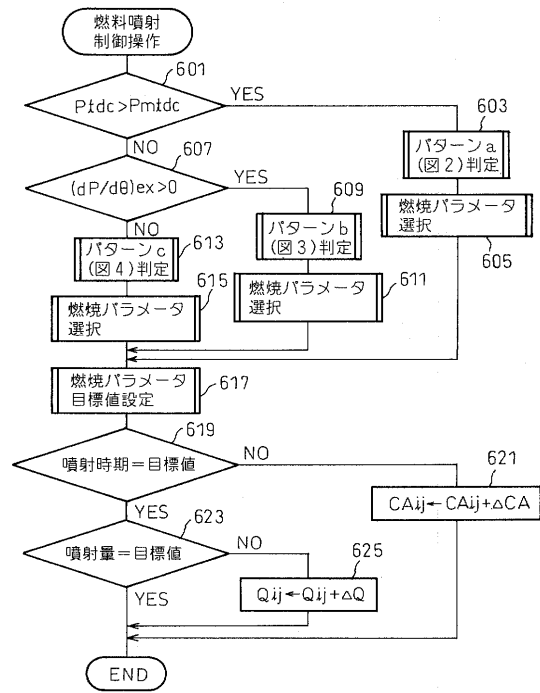 燃料噴射
制御操作
601
Ptdc>Pmtdc
YES
603
NO
607
パターンa
(図2)判定
(dP/dθ)ex>0
YES
609
燃焼パラメータ
選択
605
NO
613
パターンb
(図3)判定
パターンc
(図4)判定
615
燃焼パラメータ
選択
611
燃焼パラメータ
選択
燃焼パラメータ
目標値設定
617
619
噴射時期=目標値
NO
621
CAij←CAij+△CA
YES
623
噴射量=目標値
NO
625
Qij←Qij+△Q
YES
END